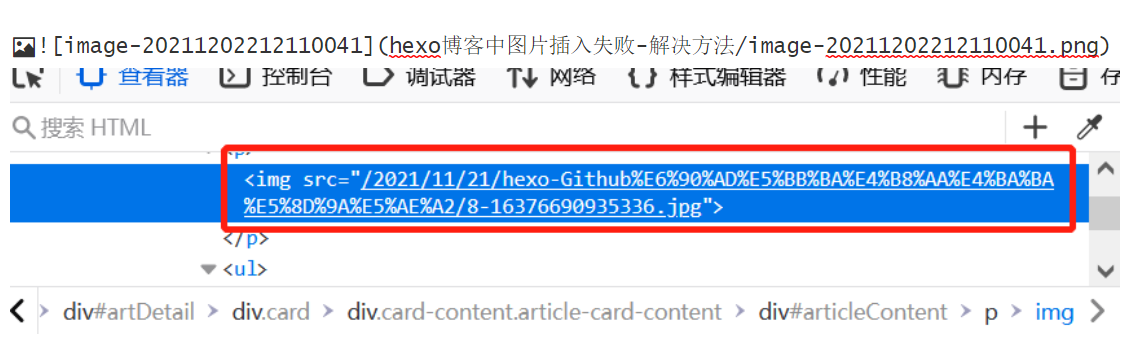 ![image-20211202212110041](hexo博客中图片插入失败-解决方法/image-20211202212110041.png)
查看器 控制台 调试器 网络 样式编辑器 性能 内存 存
搜索 HTML
<p>
<img src="/2021/11/21/hexo-Github%E6%90%AD%E5%BB%BA%E4%B8%AA%E4%BA%BA
%E5%8D%9A%E5%AE%A2/8-16376690935336.jpg">
</p>
<ul>
div#artDetail > div.card > div.card-content.article-card-content > div#articleContent > p > img